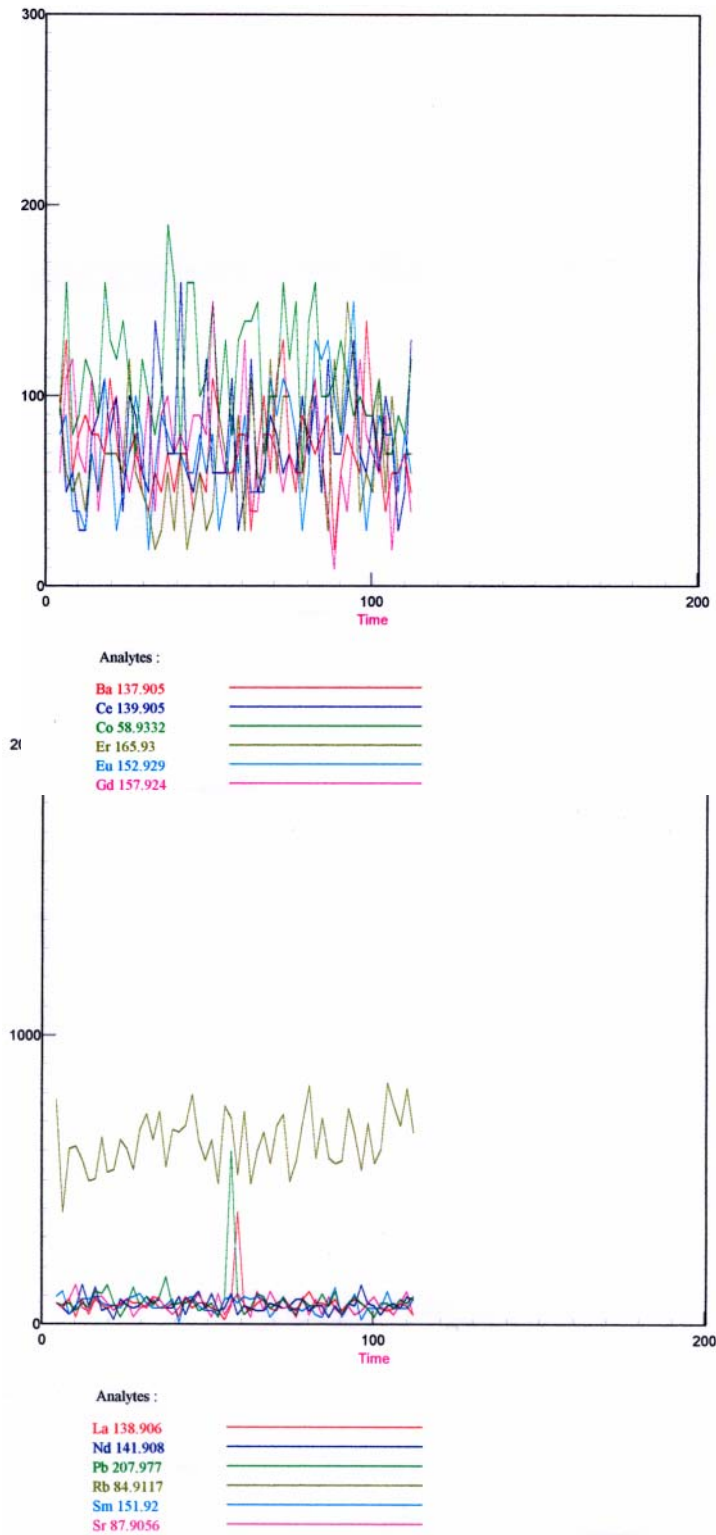 300
200
100
0
0 100 200
Time
Analytes :
Ba 137.905
Ce 139.905
Co 58.9332
Er 165.93
Eu 152.929
Gd 157.924
1000
0
0 100 200
Time
Analytes :
La 138.906
Nd 141.908
Pb 207.977
Rb 84.9117
Sm 151.92
Sr 87.9056